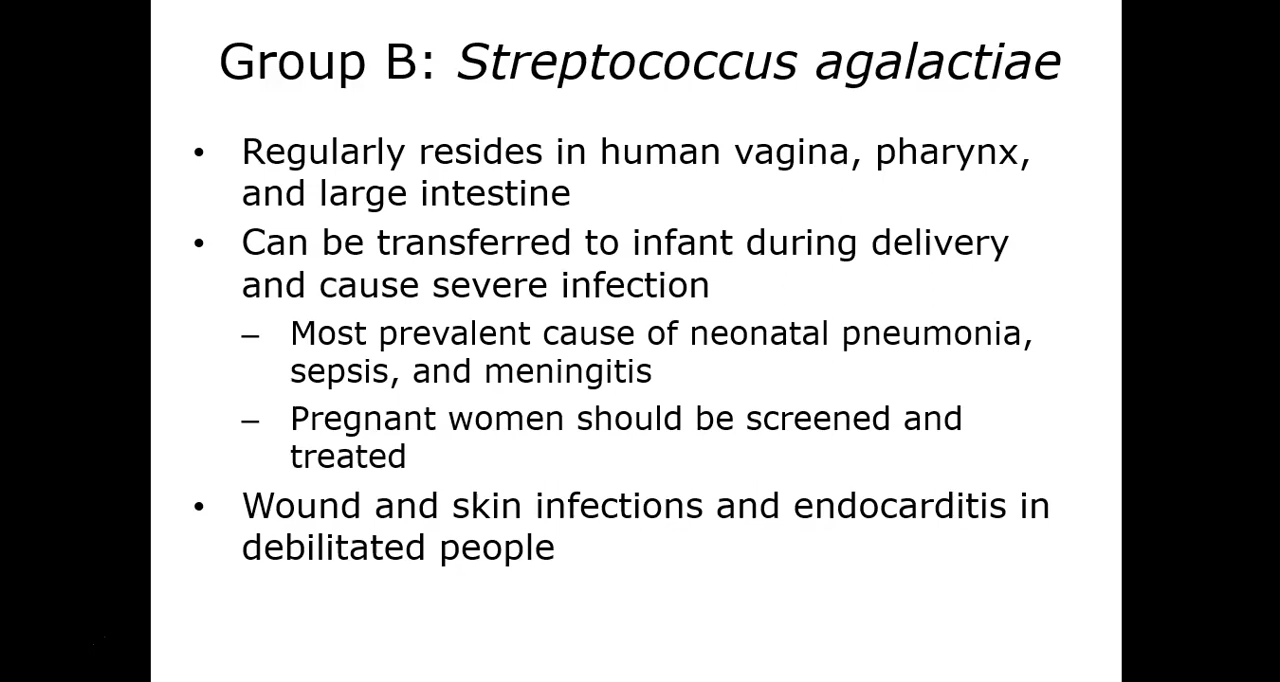 Group B: Streptococcus agalactiae
• Regularly resides in human vagina, pharynx,
and large intestine
• Can be transferred to infant during delivery
and cause severe infection
– Most prevalent cause of neonatal pneumonia,
sepsis, and meningitis
– Pregnant women should be screened and
treated
• Wound and skin infections and endocarditis in
debilitated people